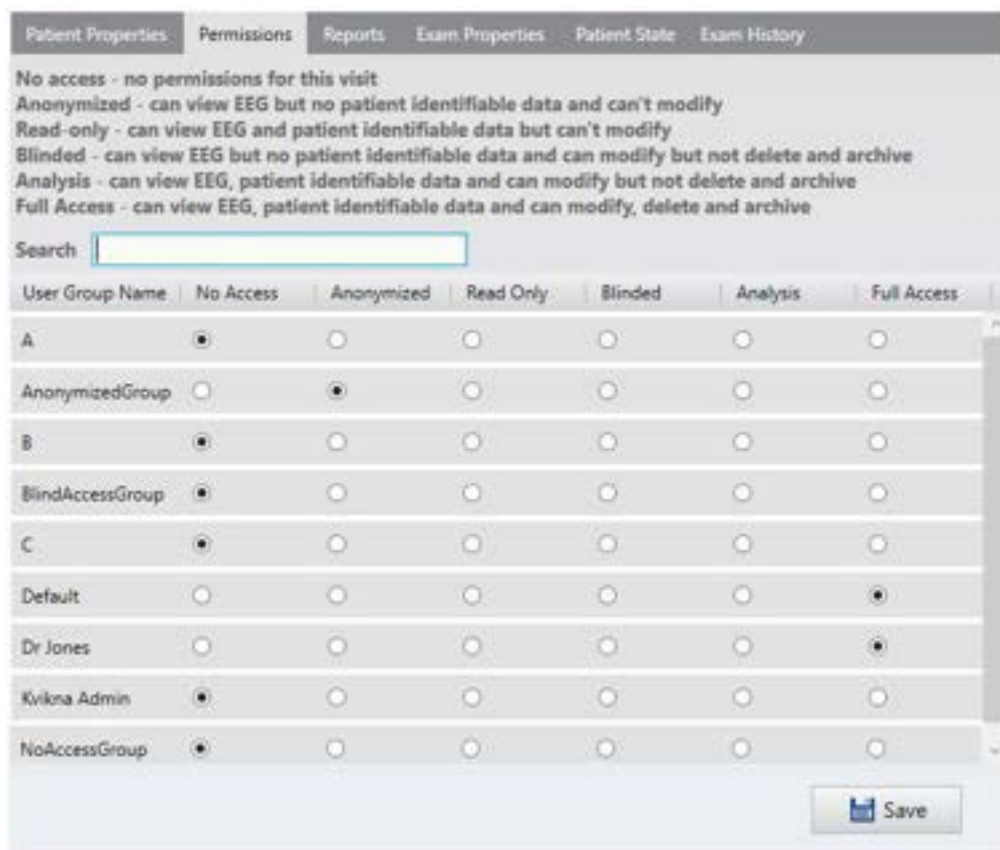 Patient Properties Permissions Reports Exam Properties Patient State Exam History
No access - no permissions for this visit
Anonymized - can view EEG but no patient identifiable data and can't modify
Read-only - can view EEG and patient identifiable data but can't modify
Blinded - can view EEG but no patient identifiable data and can modify but not delete and archive
Analysis - can view EEG, patient identifiable data and can modify but not delete and archive
Full Access - can view EEG, patient identifiable data and can modify, delete and archive
Search
User Group Name No Access Anonymized Read Only Blinded Analysis Full Access
A
AnonymizedGroup
B
BlindAccessGroup
C
Default
Dr Jones
Kvikna Admin
NoAccessGroup
Save